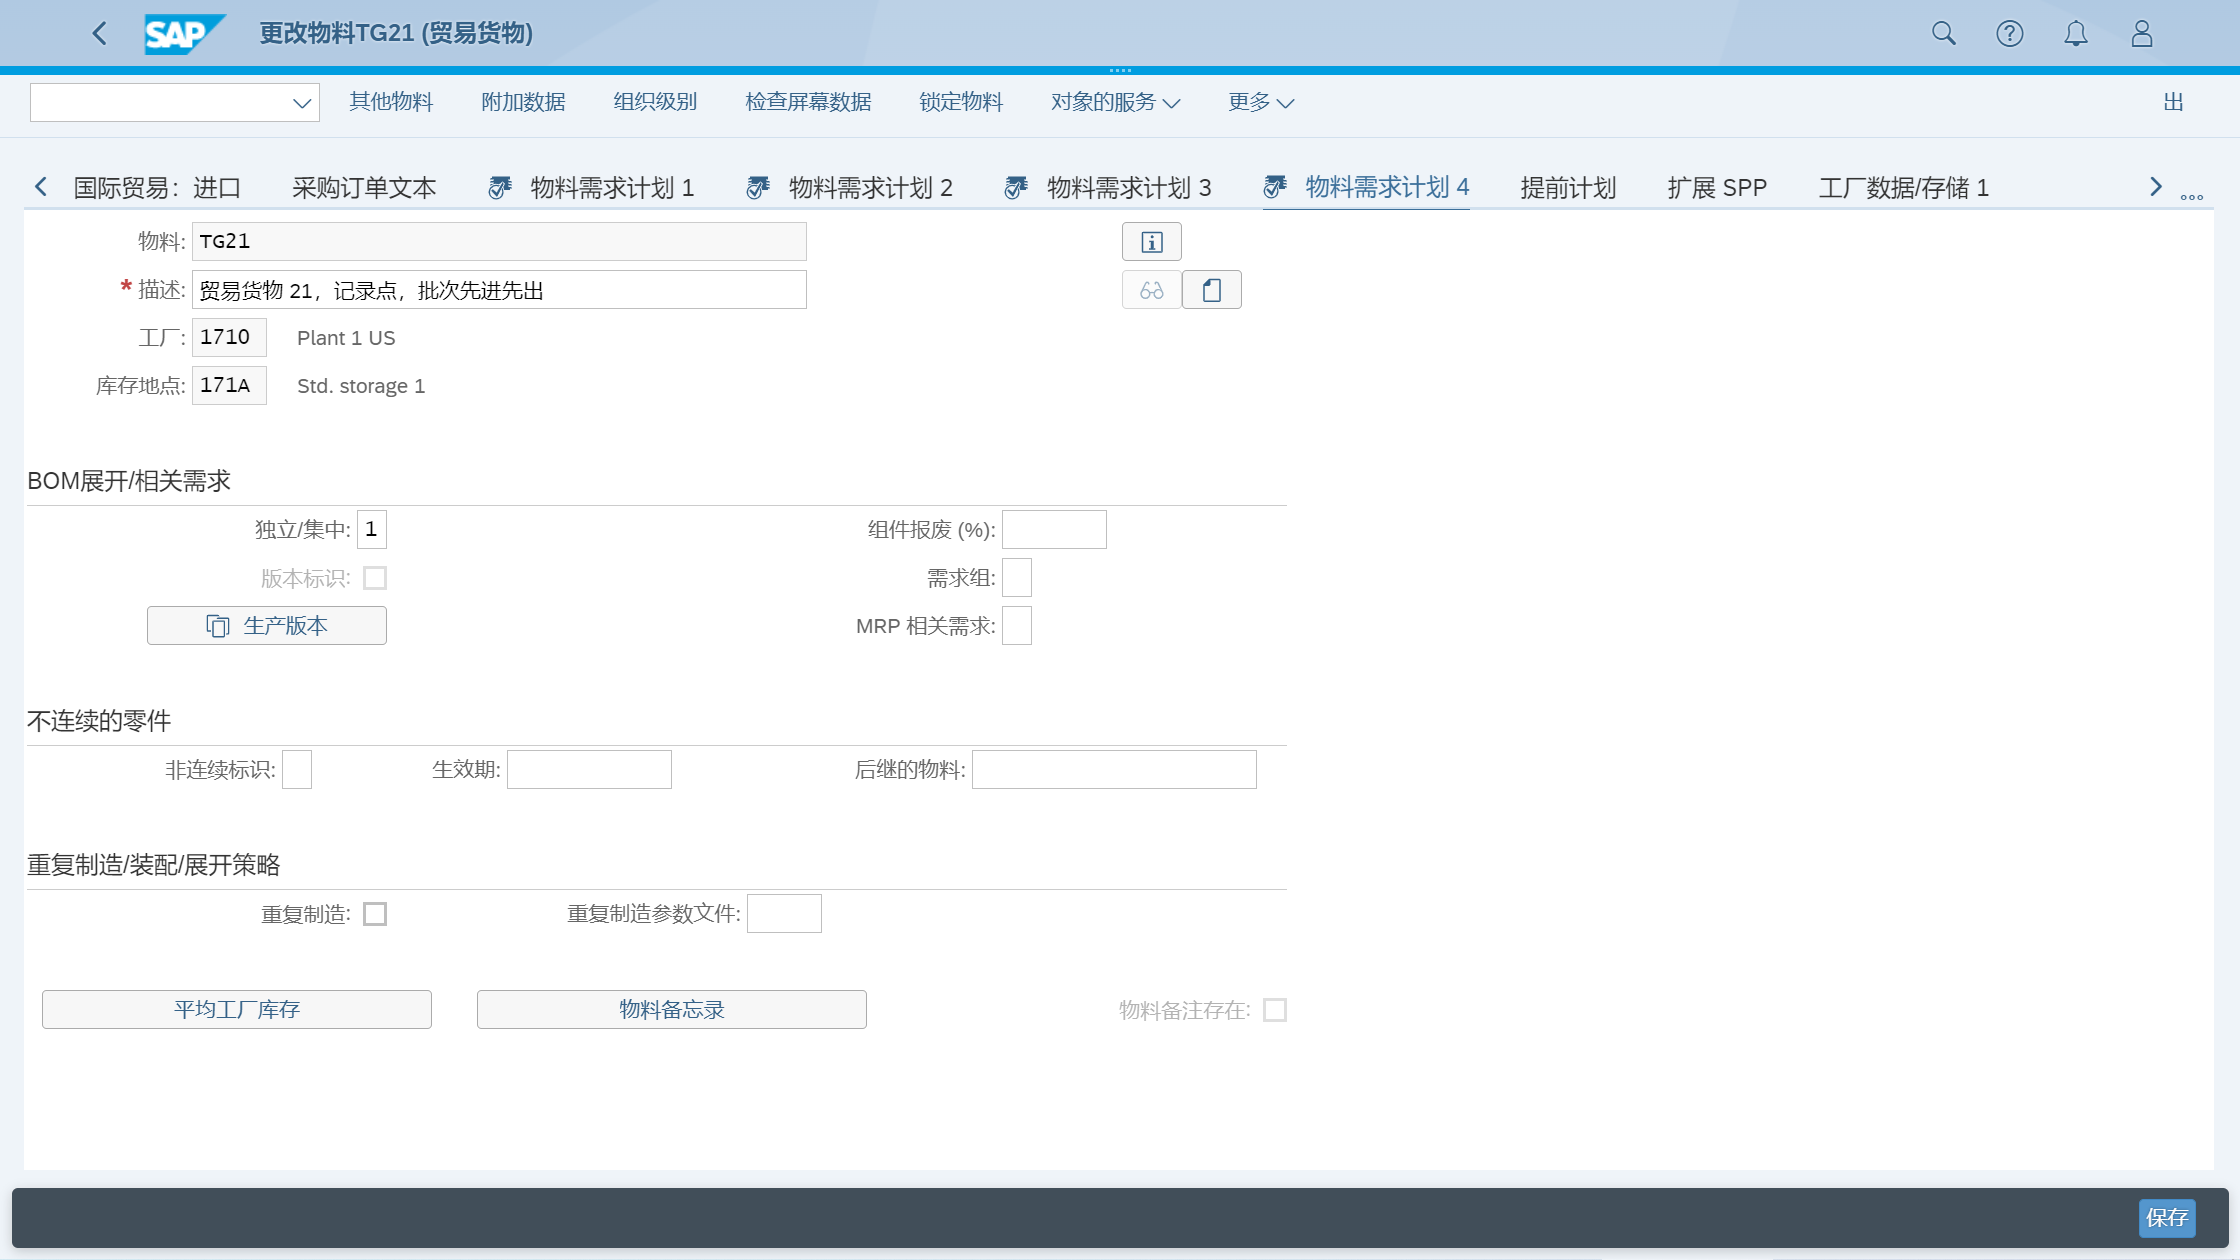 SAP 更改物料TG21 (贸易货物)
其他物料 附加数据 组织级别 检查屏幕数据 锁定物料 对象的服务 更多 出
国际贸易：进口 采购订单文本 物料需求计划 1 物料需求计划 2 物料需求计划 3 物料需求计划 4 提前计划 扩展 SPP 工厂数据/存储 1
物料: TG21
* 描述: 贸易货物 21，记录点，批次先进先出
工厂: 1710 Plant 1 US
库存地点: 171A Std. storage 1
BOM展开/相关需求
独立/集中: 1 组件报废 (%):
版本标识: 需求组:
生产版本 MRP 相关需求:
不连续的零件
非连续标识: 生效期: 后继的物料:
重复制造/装配/展开策略
重复制造: 重复制造参数文件:
平均工厂库存 物料备忘录 物料备注存在:
保存